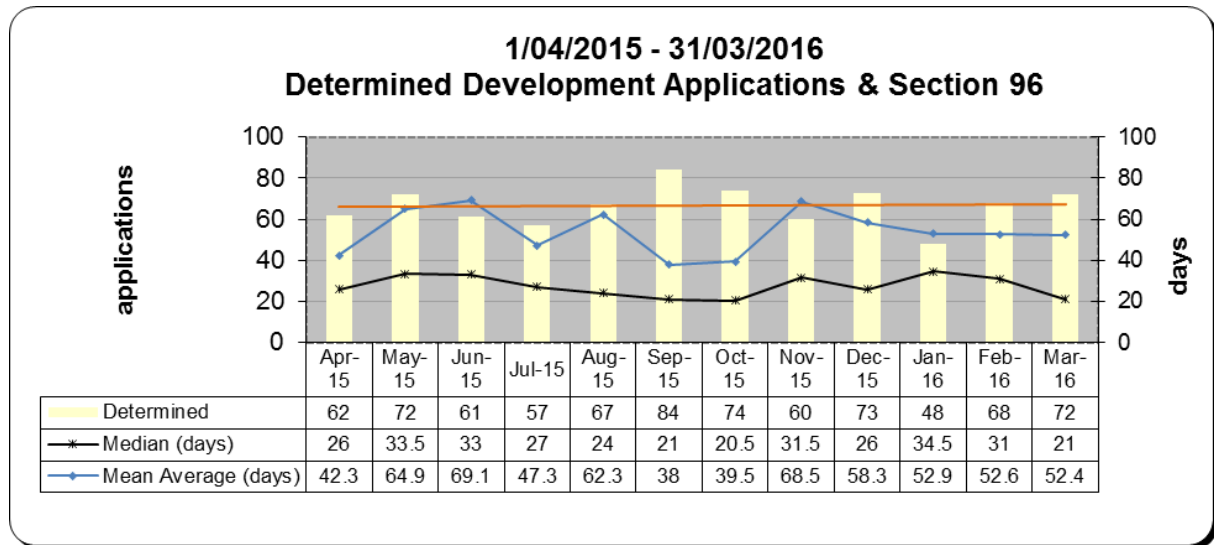 1/04/2015 - 31/03/2016
Determined Development Applications & Section 96
applications
days
100 100
80 80
60 60
40 40
20 20
0 0
Apr-15 May-15 Jun-15 Jul-15 Aug-15 Sep-15 Oct-15 Nov-15 Dec-15 Jan-16 Feb-16 Mar-16
Determined 62 72 61 57 67 84 74 60 73 48 68 72
Median (days) 26 33.5 33 27 24 21 20.5 31.5 26 34.5 31 21
Mean Average (days) 42.3 64.9 69.1 47.3 62.3 38 39.5 68.5 58.3 52.9 52.6 52.4